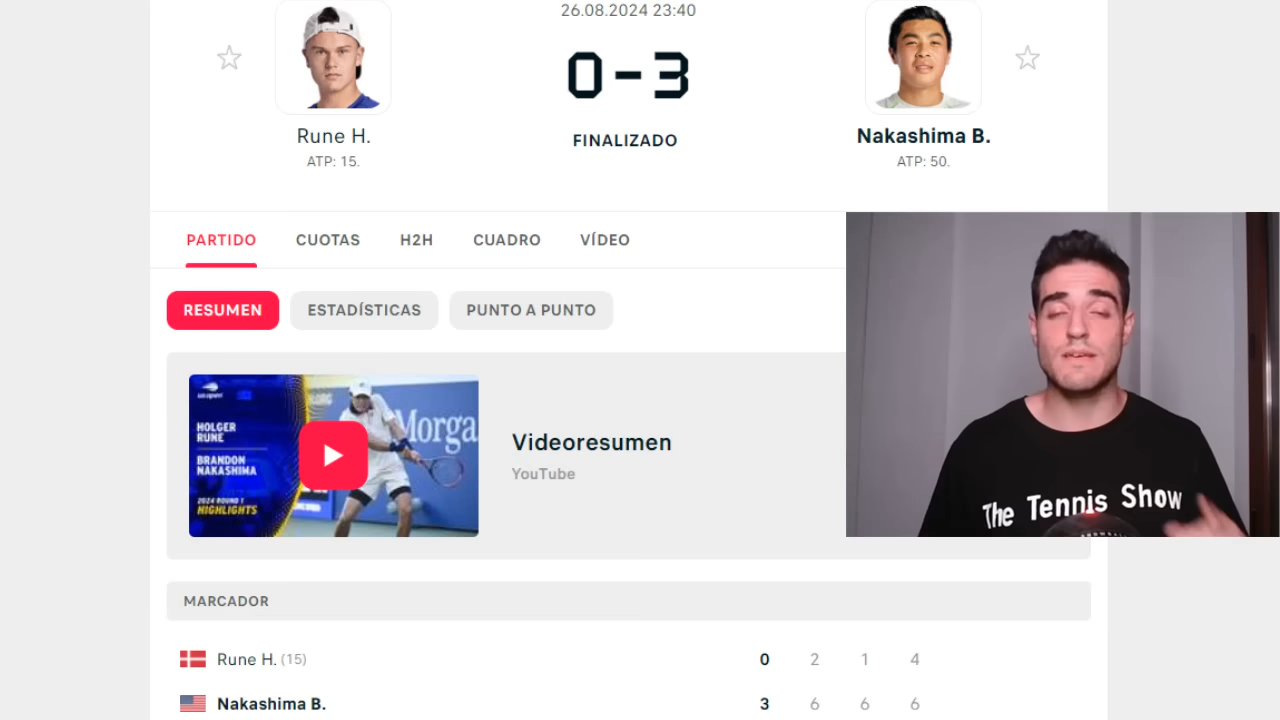 26.08.2024 23:40
0-3
FINALIZADO
Rune H.
ATP: 15.
Nakashima B.
ATP: 50.
PARTIDO CUOTAS H2H CUADRO VÍDEO
RESUMEN ESTADÍSTICAS PUNTO A PUNTO
HOLGER
RUNE
BRANDON
NAKASHIMA
2024 ROUND 1
HIGHLIGHTS
Morga
Videoresumen
YouTube
The Tennis Show
MARCADOR
Rune H. (15) 0 2 1 4
Nakashima B. 3 6 6 6